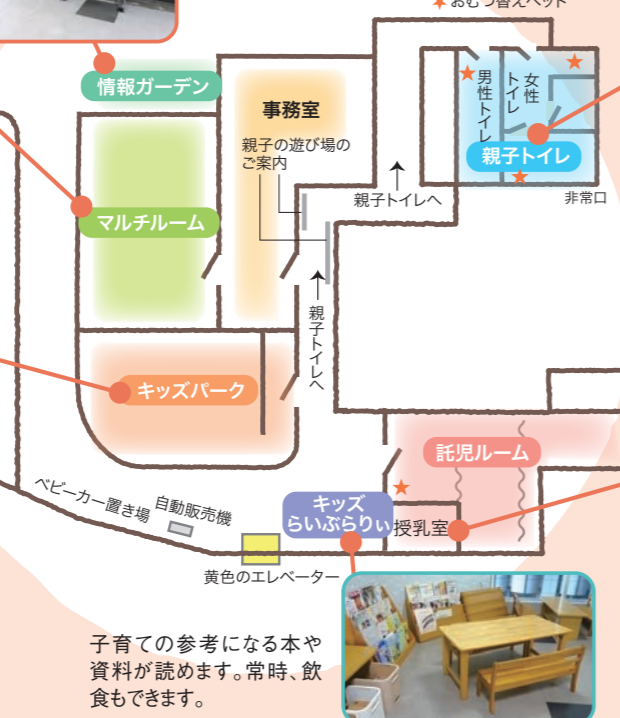 ★おむつ替えベッド
情報ガーデン
事務室
親子の遊び場の
ご案内
男性トイレ
女性
トイレ
親子トイレ
非常口
親子トイレへ
マルチルーム
親子トイレへ
キッズパーク
託児ルーム
ベビーカー置き場
自動販売機
キッズ
らいぶらりぃ
授乳室
黄色のエレベーター
子育ての参考になる本や
資料が読めます。常時、飲
食もできます。